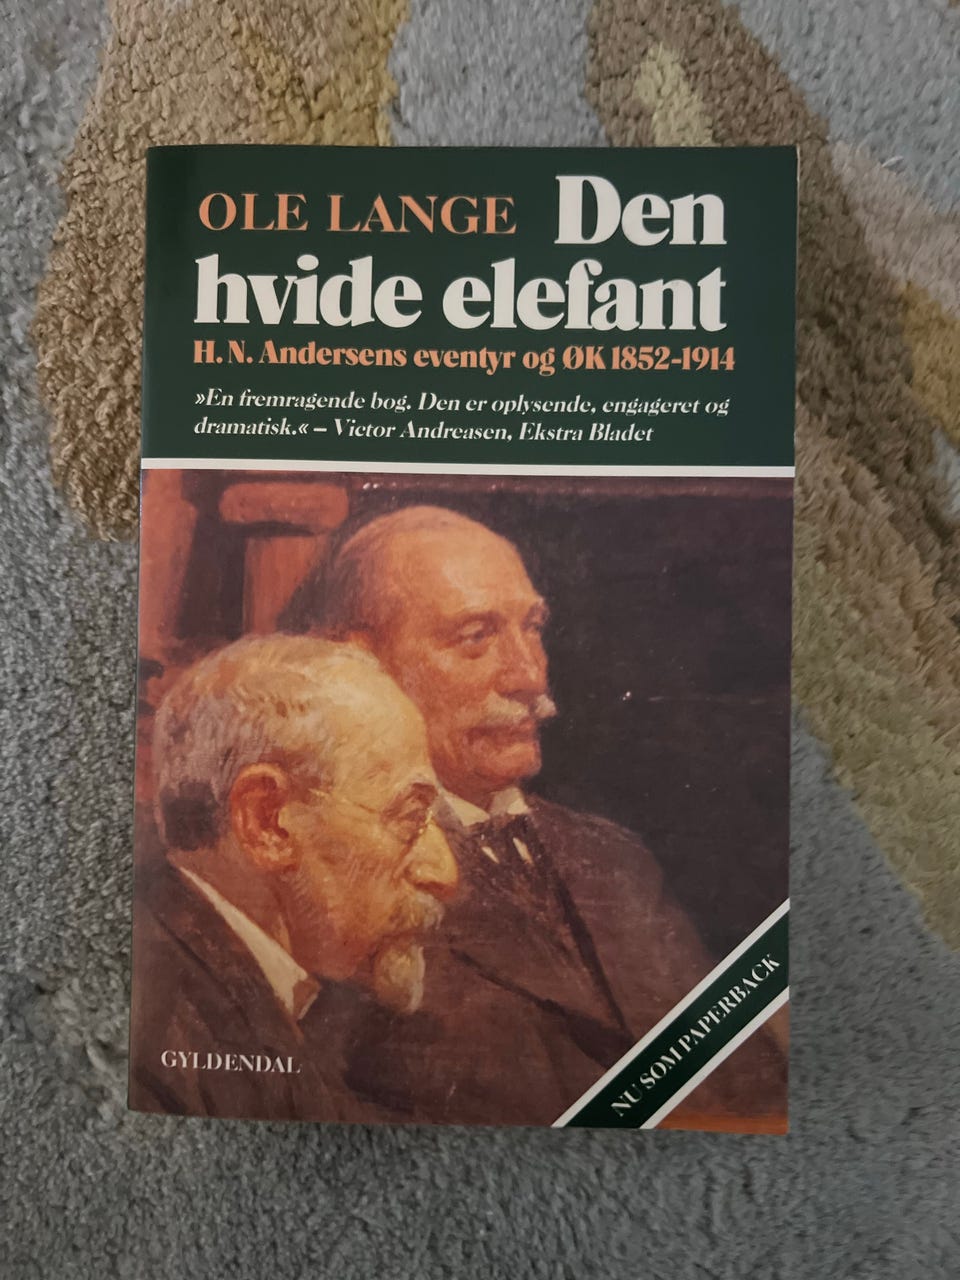 OLE LANGE Den
hvide elefant
H. N. Andersens eventyr og ØK 1852-1914
»En fremragende bog. Den er oplysende, engageret og
dramatisk.« – Victor Andreasen, Ekstra Bladet
GYLDENDAL
NU SOM PAPERBACK